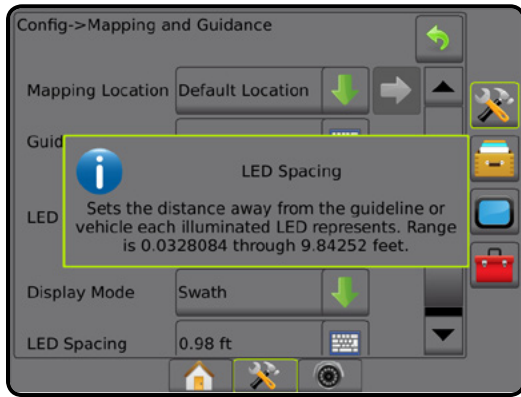 Config->Mapping and Guidance
Mapping Location Default Location
Guid
LED Spacing
Sets the distance away from the guideline or
vehicle each illuminated LED represents. Range
is 0.0328084 through 9.84252 feet.
LED
Display Mode Swath
LED Spacing 0.98 ft